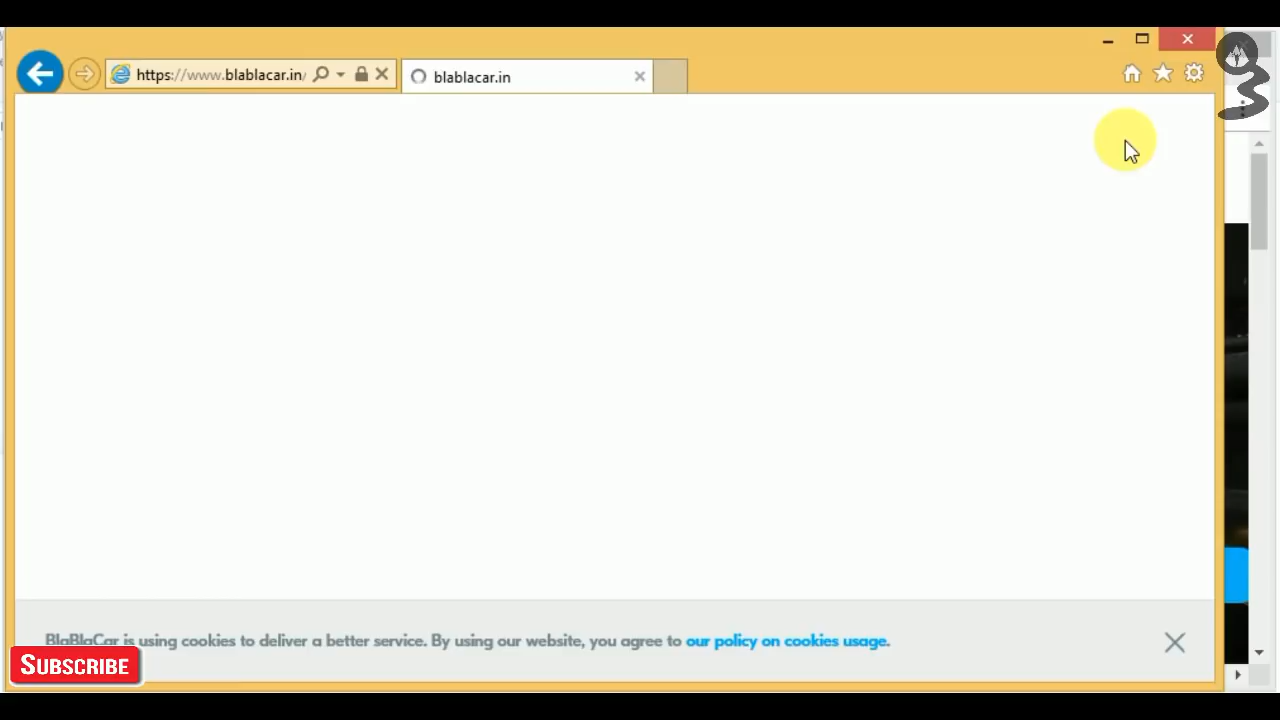 https://www.blablacar.in/
blablacar.in
BlaBlaCar is using cookies to deliver a better service. By using our website, you agree to our policy on cookies usage.
SUBSCRIBE